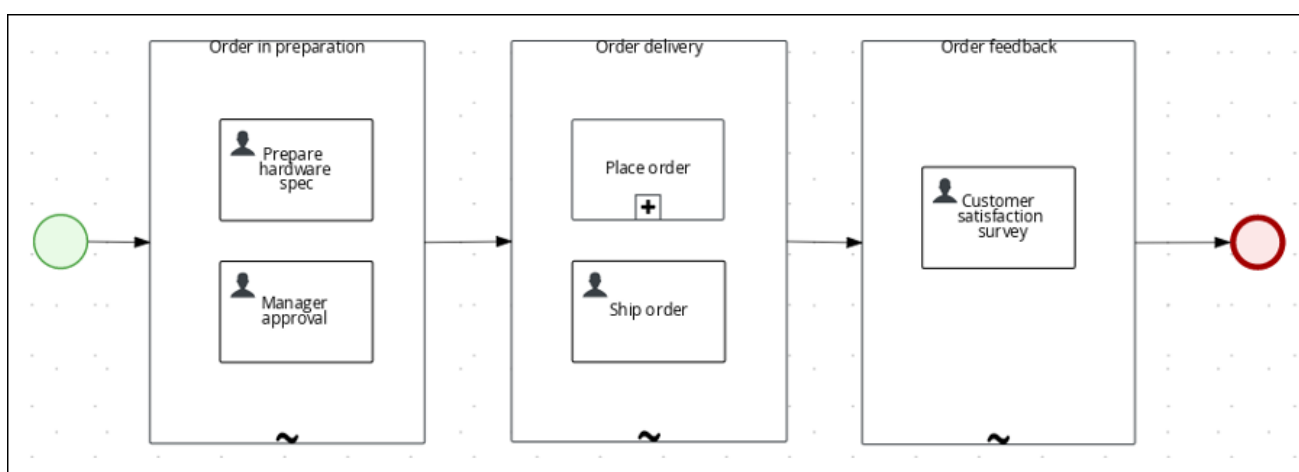 Order in preparation
Prepare
hardware
spec
Manager
approval
Order delivery
Place order
Ship order
Order feedback
Customer
satisfaction
survey